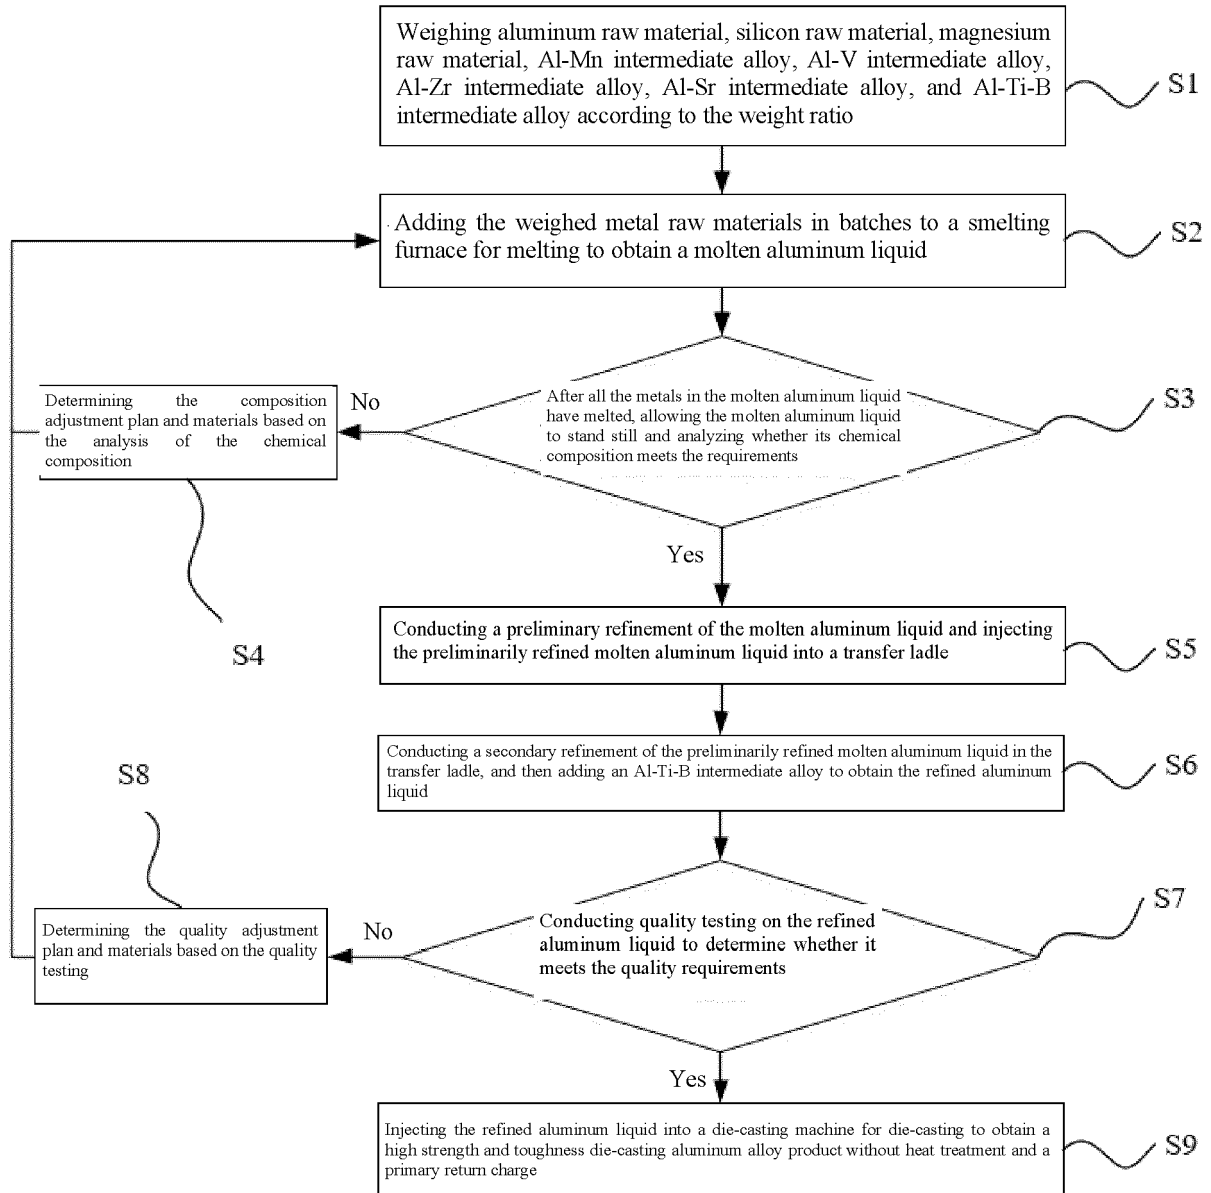 Weighing aluminum raw material, silicon raw material, magnesium
raw material, Al-Mn intermediate alloy, Al-V intermediate alloy,
Al-Zr intermediate alloy, Al-Sr intermediate alloy, and Al-Ti-B
intermediate alloy according to the weight ratio
S1
Adding the weighed metal raw materials in batches to a smelting
furnace for melting to obtain a molten aluminum liquid
S2
After all the metals in the molten aluminum liquid
have melted, allowing the molten aluminum liquid
to stand still and analyzing whether its chemical
composition meets the requirements
S3
No
Determining the composition
adjustment plan and materials based on
the analysis of the chemical
composition
S4
Yes
Conducting a preliminary refinement of the molten aluminum liquid and injecting
the preliminarily refined molten aluminum liquid into a transfer ladle
S5
Conducting a secondary refinement of the preliminarily refined molten aluminum liquid in the
transfer ladle, and then adding an Al-Ti-B intermediate alloy to obtain the refined aluminum
liquid
S6
Conducting quality testing on the refined
aluminum liquid to determine whether it
meets the quality requirements
S7
No
Determining the quality adjustment
plan and materials based on the quality
testing
S8
Yes
Injecting the refined aluminum liquid into a die-casting machine for die-casting to obtain a
high strength and toughness die-casting aluminum alloy product without heat treatment and a
primary return charge
S9